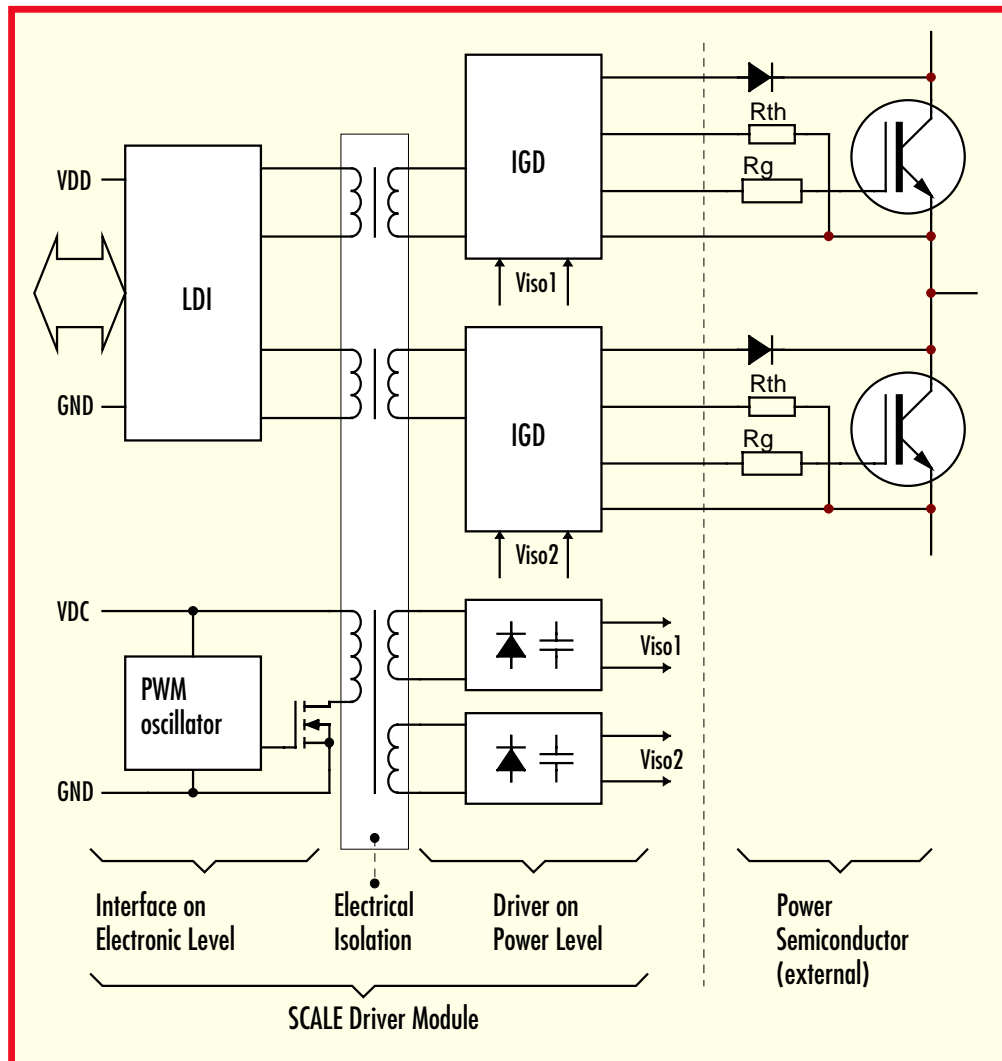 Rth
IGD
VDD
Rg
Viso1
LDI
Rth
GND
IGD
Rg
Viso2
VDC
Viso1
PWM
oscillator
Viso2
GND
Interface on
Electronic Level
Electrical
Isolation
Driver on
Power Level
Power
Semiconductor
(external)
SCALE Driver Module